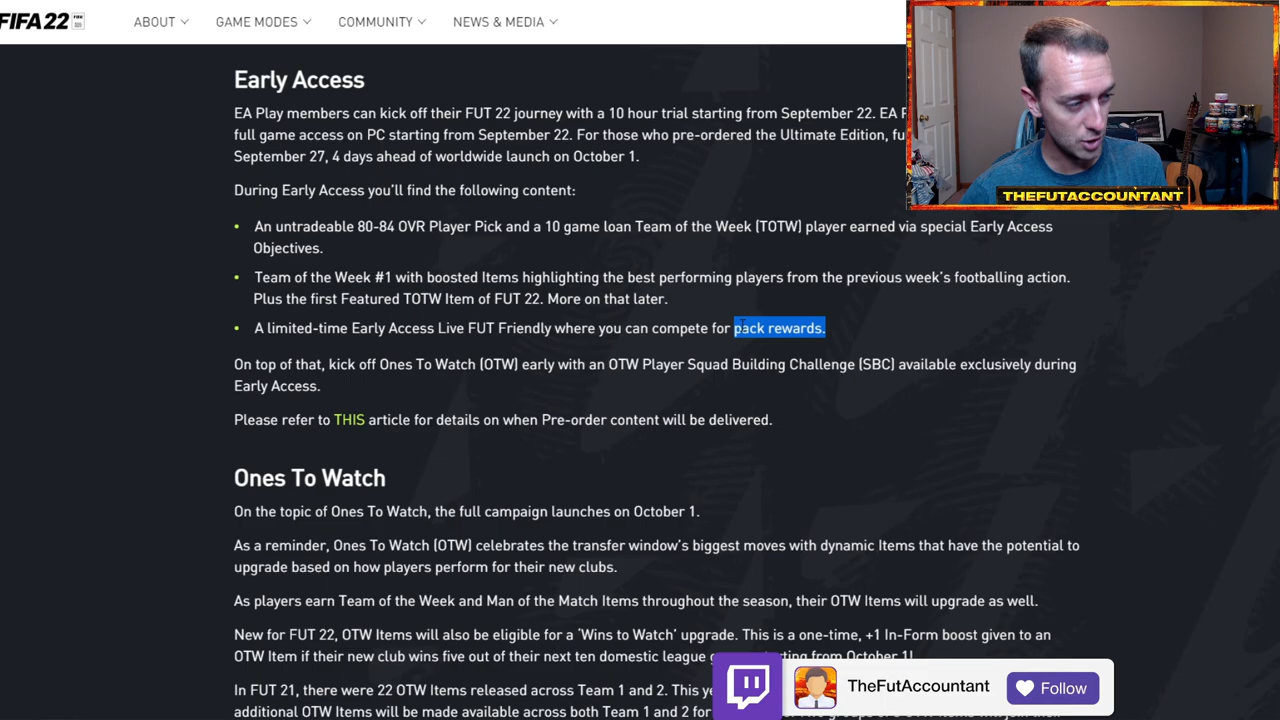 FIFA 22
ABOUT
GAME MODES
COMMUNITY
NEWS & MEDIA
Early Access
EA Play members can kick off their FUT 22 journey with a 10 hour trial starting from September 22. EA
full game access on PC starting from September 22. For those who pre-ordered the Ultimate Edition,
September 27, 4 days ahead of worldwide launch on October 1.
During Early Access you'll find the following content:
• An untradeable 80-84 OVR Player Pick and a 10 game loan Team of the Week (TOTW) player earned via special Early Access
Objectives.
• Team of the Week #1 with boosted Items highlighting the best performing players from the previous week's footballing action.
Plus the first Featured TOTW Item of FUT 22. More on that later.
• A limited-time Early Access Live FUT Friendly where you can compete for pack rewards.
On top of that, kick off Ones To Watch (OTW) early with an OTW Player Squad Building Challenge (SBC) available exclusively during
Early Access.
Please refer to THIS article for details on when Pre-order content will be delivered.
Ones To Watch
On the topic of Ones To Watch, the full campaign launches on October 1.
As a reminder, Ones To Watch (OTW) celebrates the transfer window's biggest moves with dynamic Items that have the potential to
upgrade based on how players perform for their new clubs.
As players earn Team of the Week and Man of the Match Items throughout the season, their OTW Items will upgrade as well.
New for FUT 22, OTW Items will also be eligible for a 'Wins to Watch' upgrade. This is a one-time, +1 In-Form boost given to an
OTW Item if their new club wins five out of their next ten domestic league starting from October 1!
In FUT 21, there were 22 OTW Items released across Team 1 and 2. This
additional OTW Items will be made available across both Team 1 and 2 for
THEFUTACCOUNTANT
TheFutAccountant
Follow